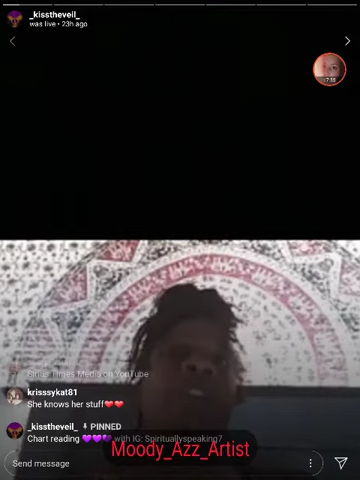 _kisstheveil_
was live • 23h ago
17:55
Sirius Times Media on YouTube
krisssykat81
She knows her stuff❤️❤️
_kisstheveil_ 📌 PINNED
Chart reading 💜💜💜 with IG: Spirituallyspeaking7
Moody_Azz_Artist
Send message